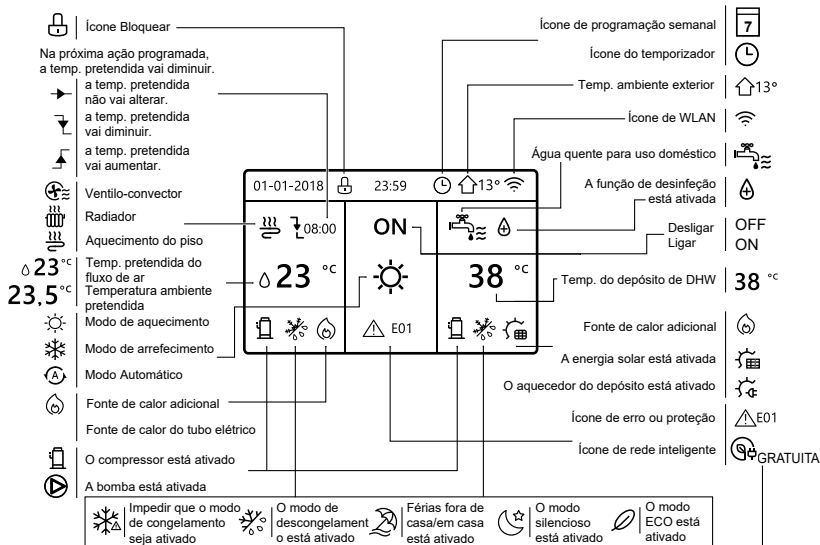 Ícone Bloquear
Na próxima ação programada,
a temp. pretendida vai diminuir.
a temp. pretendida
não vai alterar.
a temp. pretendida
vai diminuir.
a temp. pretendida
vai aumentar.
Ventilo-convector
Radiador
Aquecimento do piso
23°C
Temp. pretendida do
fluxo de ar
23,5°C
Temperatura ambiente
pretendida
Modo de aquecimento
Modo de arrefecimento
A
Modo Automático
Fonte de calor adicional
Fonte de calor do tubo elétrico
O compressor está ativado
A bomba está ativada
01-01-2018
23:59
13°
08:00
ON
23 °C
38 °C
E01
Ícone de programação semanal
7
Ícone do temporizador
Temp. ambiente exterior
13°
Ícone de WLAN
Água quente para uso doméstico
A função de desinfeção
está ativada
Desligar
OFF
Ligar
ON
Temp. do depósito de DHW
38 °C
Fonte de calor adicional
A energia solar está ativada
O aquecedor do depósito está ativado
Ícone de erro ou proteção
E01
Ícone de rede inteligente
GRATUITA
Impedir que o modo
de congelamento
seja ativado
O modo de
descongelament
o está ativado
Férias fora de
casa/em casa
está ativado
O modo
silencioso
está ativado
O modo
ECO está
ativado